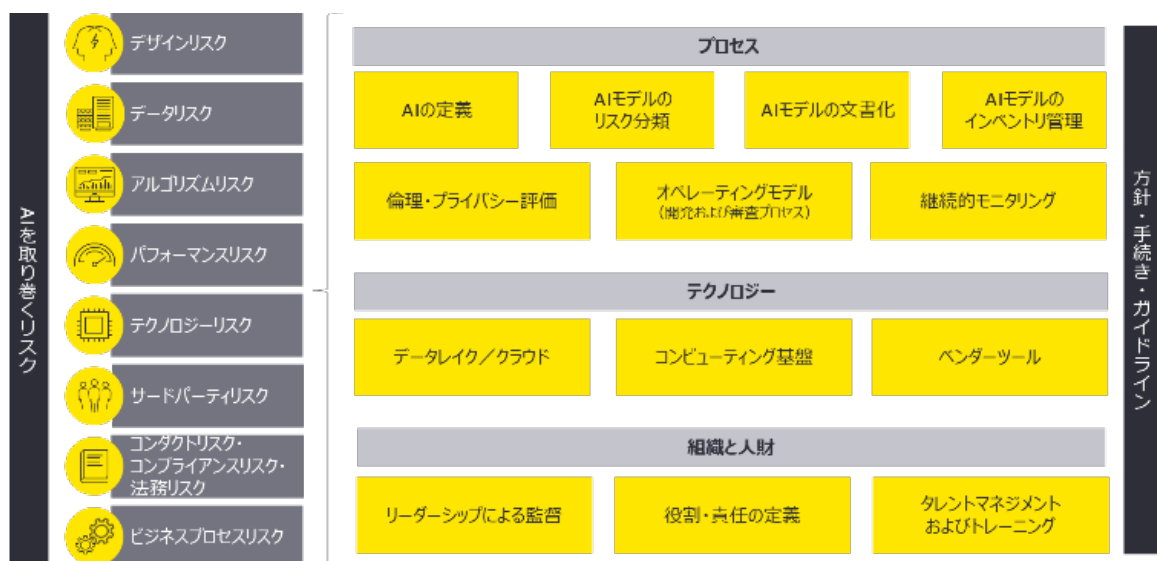 AIを取り巻くリスク
デザインリスク
データリスク
アルゴリズムリスク
パフォーマンスリスク
テクノロジーリスク
サードパーティリスク
コンダクトリスク・
コンプライアンスリスク・
法務リスク
ビジネスプロセスリスク
プロセス
AIの定義
AIモデルの
リスク分類
AIモデルの文書化
AIモデルの
インベントリ管理
倫理・プライバシー評価
オペレーティングモデル
(開発および審査プロセス)
継続的モニタリング
テクノロジー
データレイク／クラウド
コンピューティング基盤
ベンダーツール
組織と人財
リーダーシップによる監督
役割・責任の定義
タレントマネジメント
およびトレーニング
方針・手続き・ガイドライン